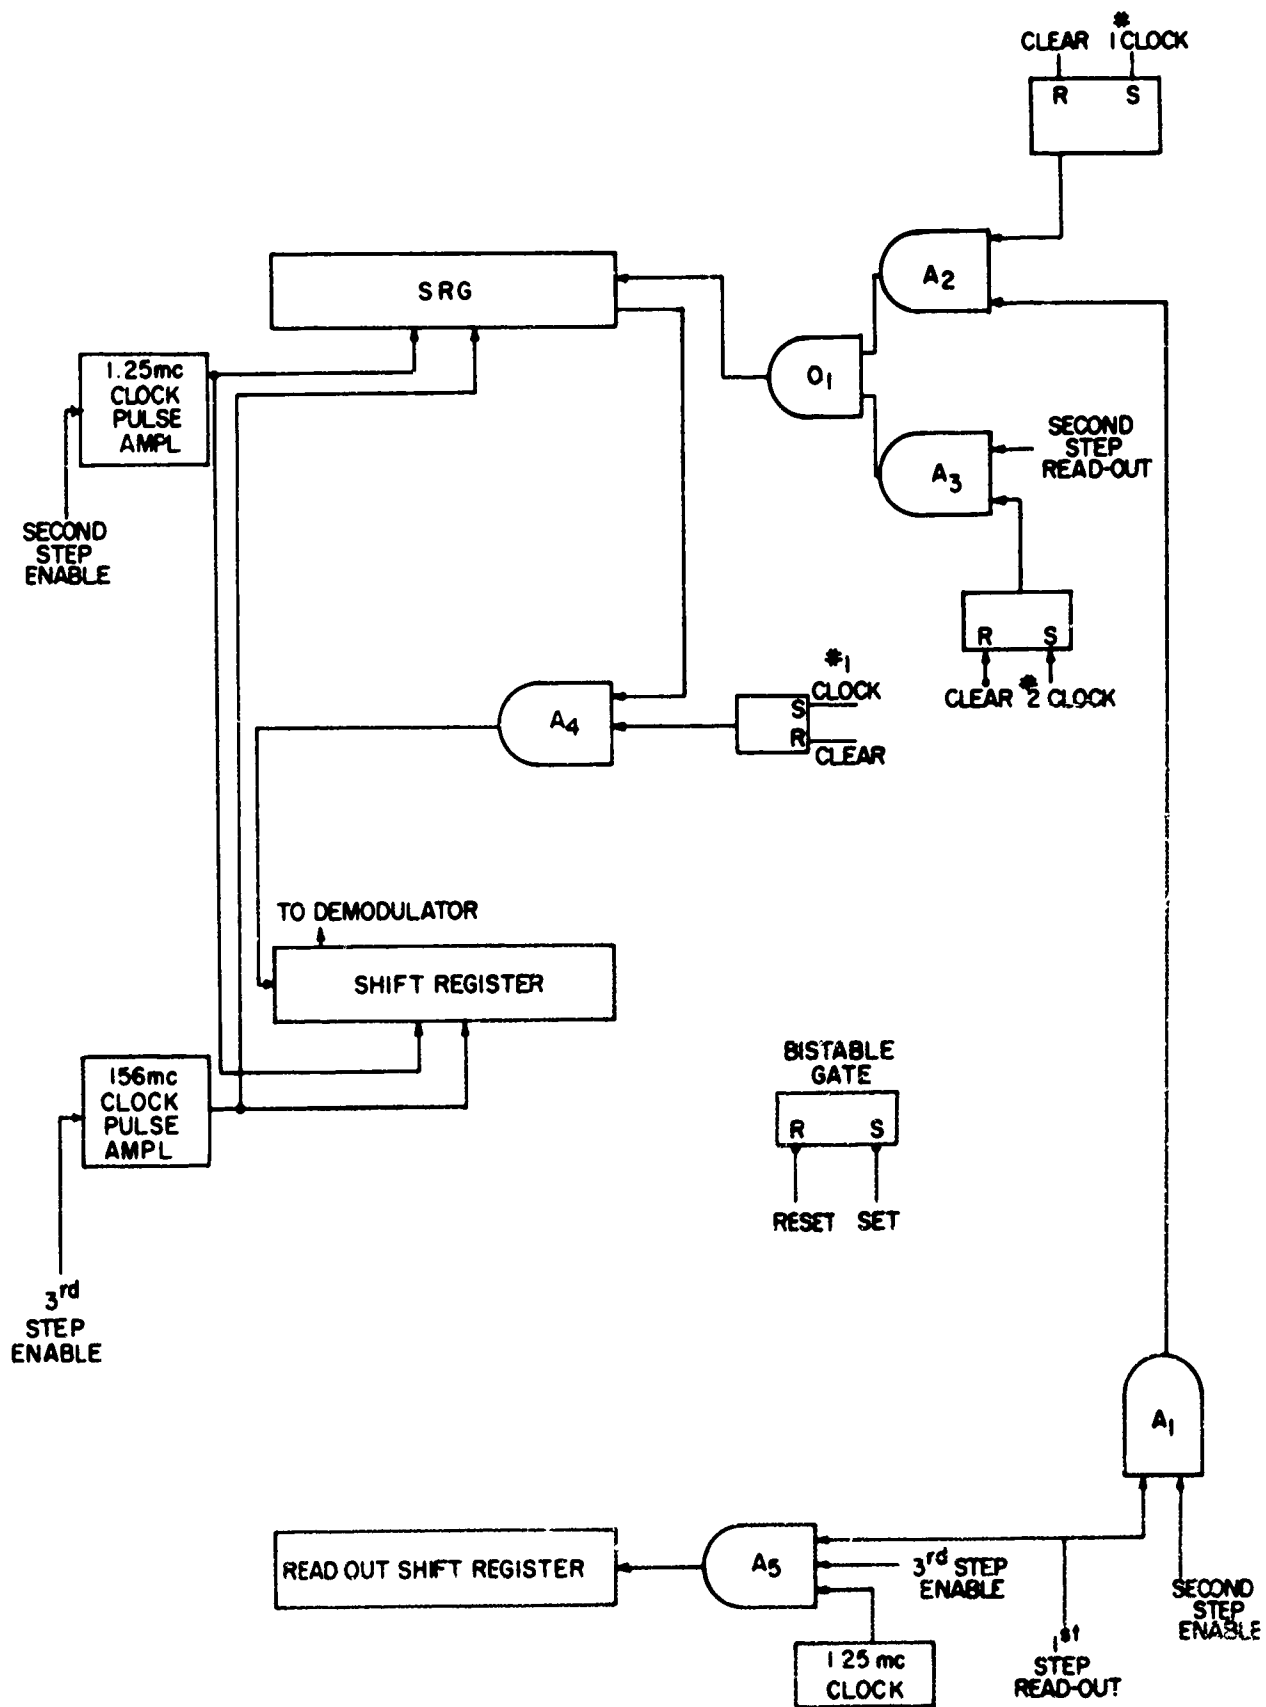 #
CLEAR 1 CLOCK
R S
A2
SRG
1.25mc
CLOCK
PULSE
AMPL
O1
SECOND
STEP
READ-OUT
A3
SECOND
STEP
ENABLE
R S
CLEAR #2 CLOCK
#1
CLOCK
S
R
CLEAR
A4
TO DEMODULATOR
SHIFT REGISTER
156mc
CLOCK
PULSE
AMPL
BISTABLE
GATE
R S
RESET SET
3rd
STEP
ENABLE
A1
READ OUT SHIFT REGISTER
A5
3rd STEP
ENABLE
SECOND
STEP
ENABLE
1st
STEP
READ-OUT
1 25 mc
CLOCK